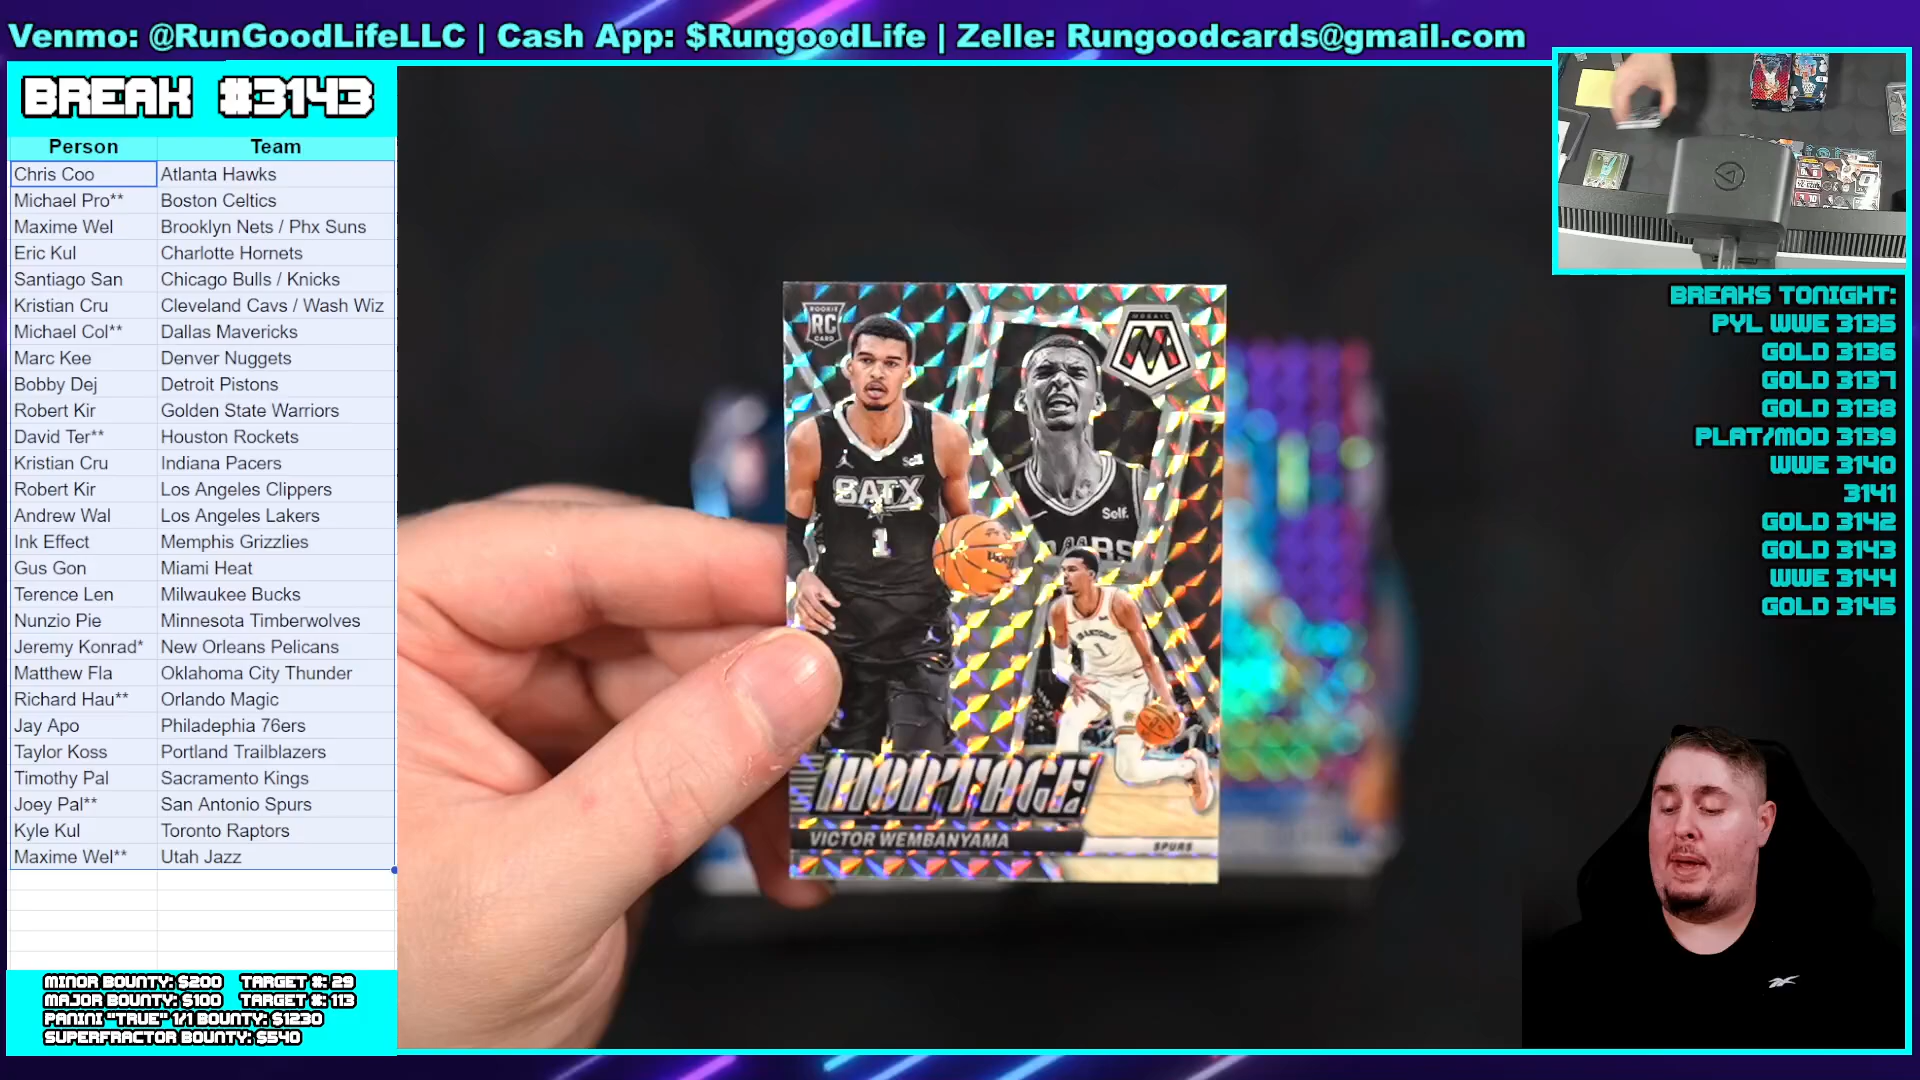 Venmo: @RunGoodLifeLLC | Cash App: $RungoodLife | Zelle: Rungoodcards@gmail.com
BREAK #3143
Person Team
Chris Coo Atlanta Hawks
Michael Pro** Boston Celtics
Maxime Wel Brooklyn Nets / Phx Suns
Eric Kul Charlotte Hornets
Santiago San Chicago Bulls / Knicks
Kristian Cru Cleveland Cavs / Wash Wiz
Michael Col** Dallas Mavericks
Marc Kee Denver Nuggets
Bobby Dej Detroit Pistons
Robert Kir Golden State Warriors
David Ter** Houston Rockets
Kristian Cru Indiana Pacers
Robert Kir Los Angeles Clippers
Andrew Wal Los Angeles Lakers
Ink Effect Memphis Grizzlies
Gus Gon Miami Heat
Terence Len Milwaukee Bucks
Nunzio Pie Minnesota Timberwolves
Jeremy Konrad* New Orleans Pelicans
Matthew Fla Oklahoma City Thunder
Richard Hau** Orlando Magic
Jay Apo Philadephia 76ers
Taylor Koss Portland Trailblazers
Timothy Pal Sacramento Kings
Joey Pal** San Antonio Spurs
Kyle Kul Toronto Raptors
Maxime Wel** Utah Jazz
MINOR BOUNTY: $200 TARGET #: 29
MAJOR BOUNTY: $100 TARGET #: 113
PANINI "TRUE" 1/1 BOUNTY: $1230
SUPERFRACTOR BOUNTY: $540
ROOKIE
RC
CARD
MOSAIC
M
SATX
1
Self.
1
HOMAGE
VICTOR WEMBANYAMA
SPURS
BREAKS TONIGHT:
PYL WWE 3135
GOLD 3136
GOLD 3137
GOLD 3138
PLAT/MOD 3139
WWE 3140
3141
GOLD 3142
GOLD 3143
WWE 3144
GOLD 3145